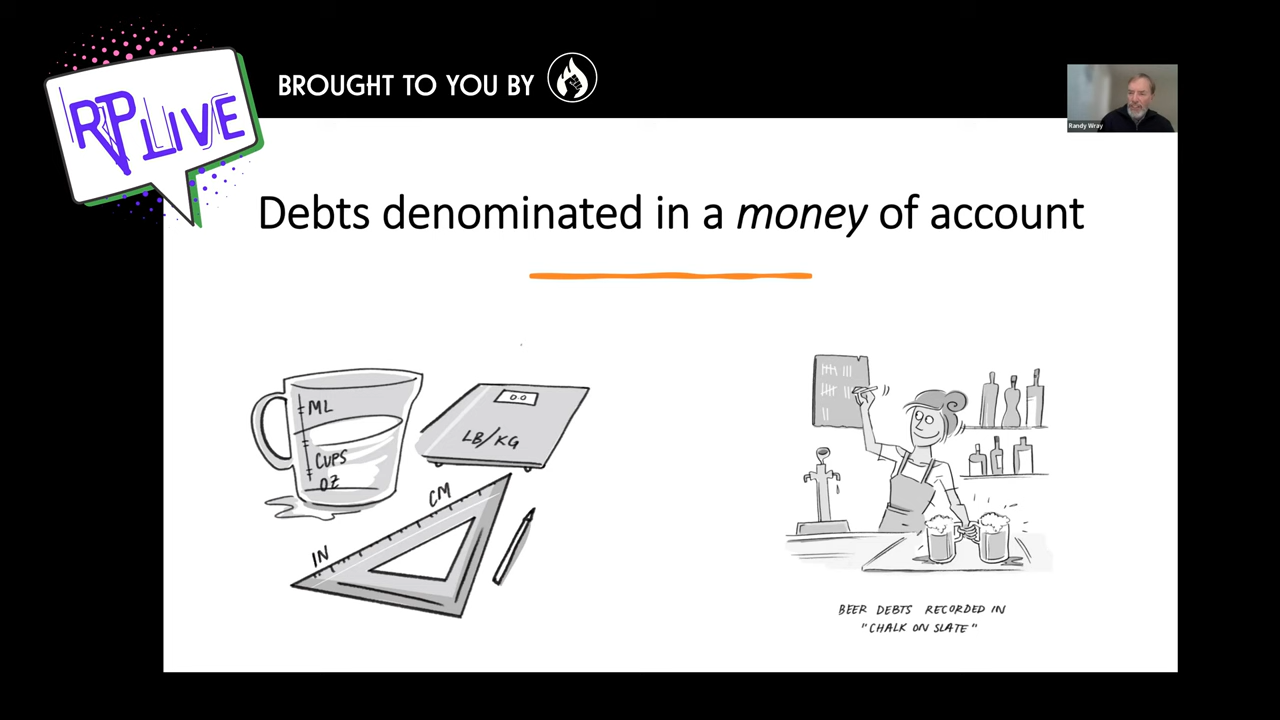 RP LIVE
BROUGHT TO YOU BY
Randy Wray
Debts denominated in a money of account
ML
CUPS
OZ
LB/KG
CM
IN
BEER DEBTS RECORDED IN
"CHALK ON SLATE"